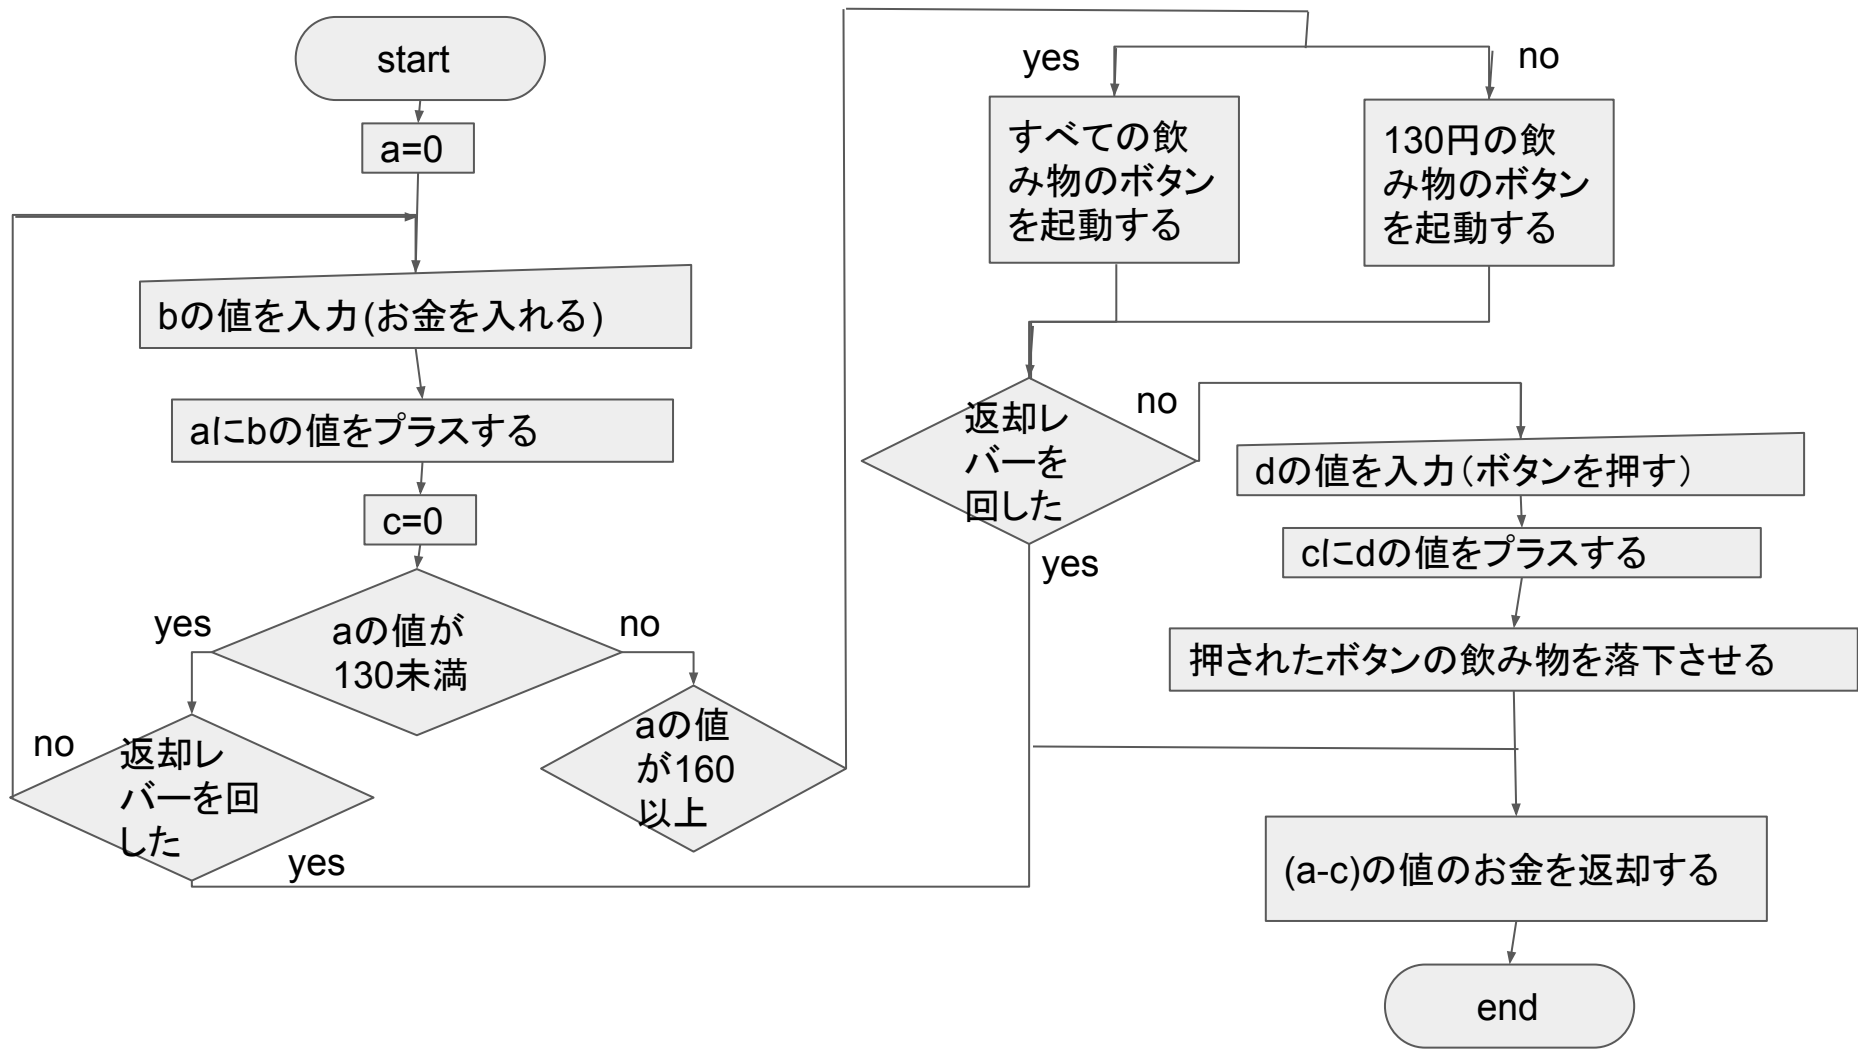 start
a=0
bの値を入力(お金を入れる)
aにbの値をプラスする
c=0
yes
aの値が
130未満
no
no
返却レ
バーを回
した
yes
aの値
が160
以上
yes
no
すべての飲
み物のボタン
を起動する
130円の飲
み物のボタン
を起動する
返却レ
バーを
回した
no
yes
dの値を入力（ボタンを押す）
cにdの値をプラスする
押されたボタンの飲み物を落下させる
(a-c)の値のお金を返却する
end